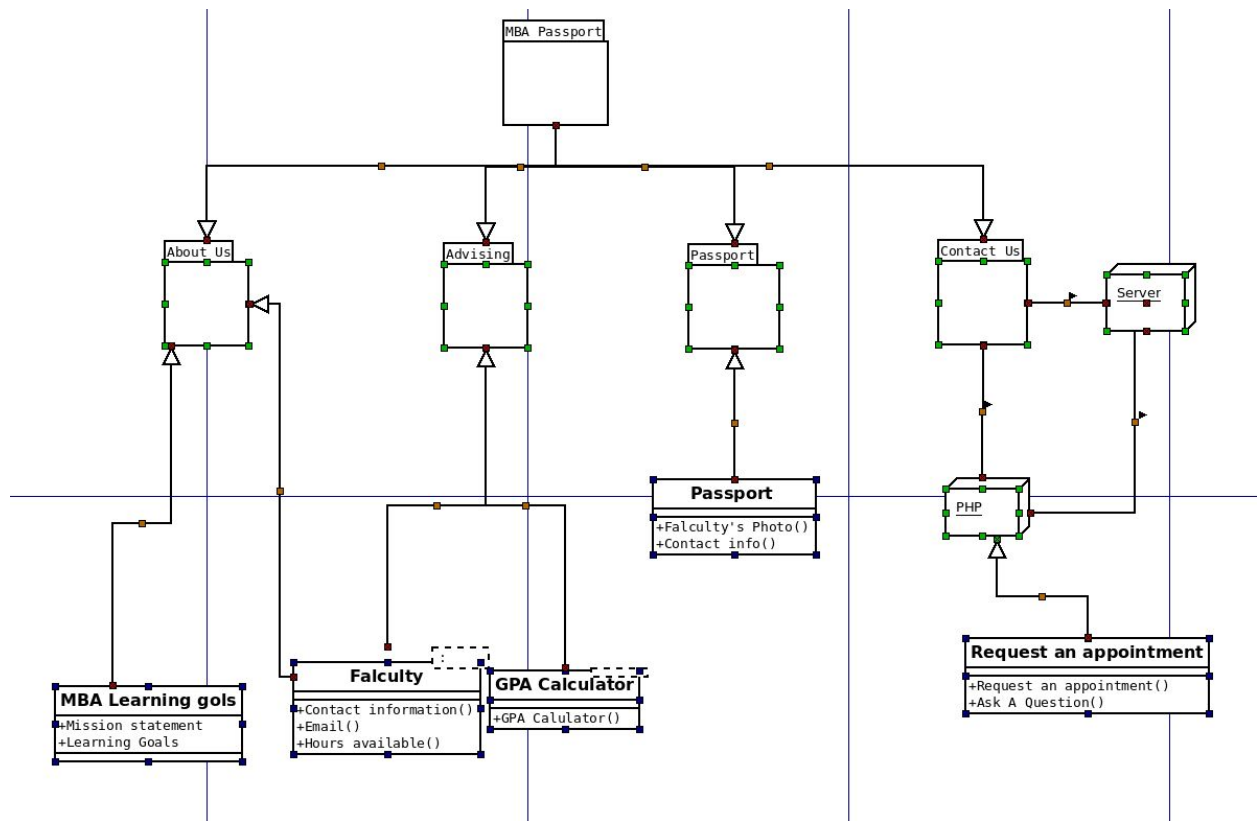 MBA Passport
About Us
Advising
Passport
Contact Us
Server
PHP
Passport
+Falculty's Photo()
+Contact info()
MBA Learning gols
+Mission statement
+Learning Goals
Falculty
+Contact information()
+Email()
+Hours available()
GPA Calculator
+GPA Calulator()
Request an appointment
+Request an appointment()
+Ask A Question()